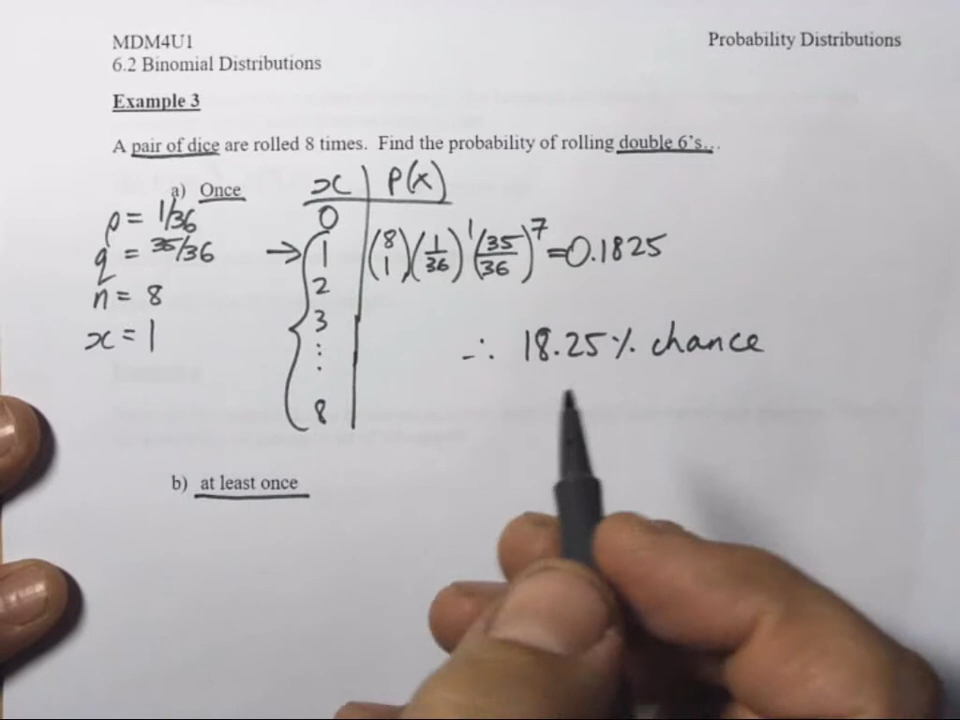 MDM4U1 Probability Distributions
6.2 Binomial Distributions
Example 3
A pair of dice are rolled 8 times. Find the probability of rolling double 6's...
a) Once
p = 1/36
q = 35/36
n = 8
x = 1
x P(x)
0
→ 1 (8 1)(1/36)^1(35/36)^7 = 0.1825
2
3
⋮
8
∴ 18.25% chance
b) at least once